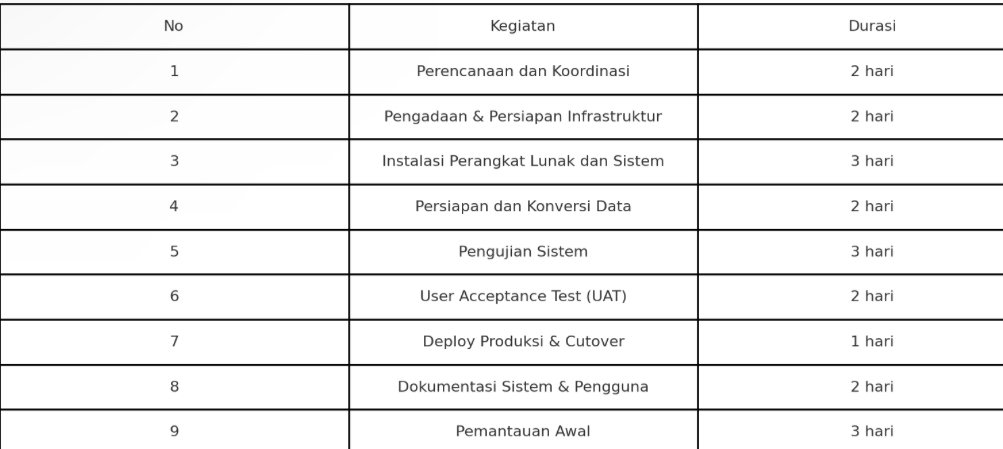 No Kegiatan Durasi
1 Perencanaan dan Koordinasi 2 hari
2 Pengadaan & Persiapan Infrastruktur 2 hari
3 Instalasi Perangkat Lunak dan Sistem 3 hari
4 Persiapan dan Konversi Data 2 hari
5 Pengujian Sistem 3 hari
6 User Acceptance Test (UAT) 2 hari
7 Deploy Produksi & Cutover 1 hari
8 Dokumentasi Sistem & Pengguna 2 hari
9 Pemantauan Awal 3 hari